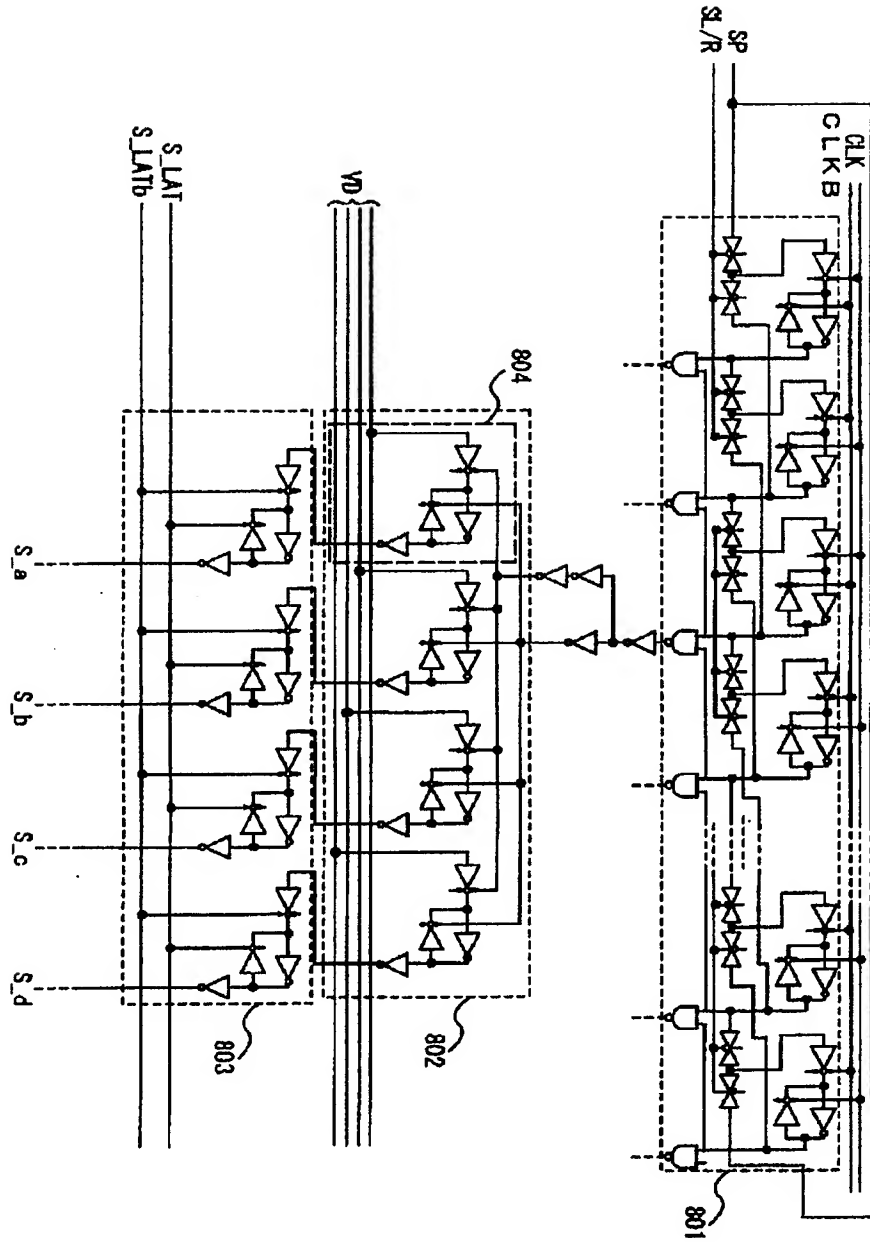 SP
SL/R
CLK
CLKB
801
VD
804
802
S_LAT
S_LATb
803
S_a
S_b
S_c
S_d